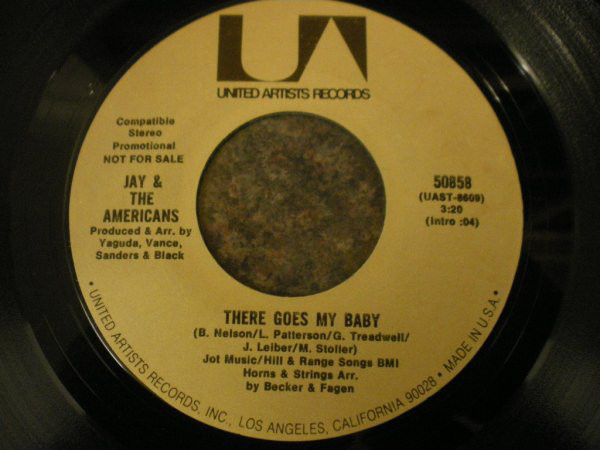 UA
UNITED ARTISTS RECORDS
Compatible
Stereo
Promotional
NOT FOR SALE
JAY &
THE
AMERICANS
Produced & Arr. by
Yaguda, Vance,
Sanders & Black
50858
(UAST-8609)
3:20
(Intro :04)
THERE GOES MY BABY
(B. Nelson/L. Patterson/G. Treadwell/
J. Leiber/M. Stoller)
Jot Music/Hill & Range Songs BMI
Horns & Strings Arr.
by Becker & Fagen
• UNITED ARTISTS RECORDS, INC., LOS ANGELES, CALIFORNIA 90028 • MADE IN U.S.A. •